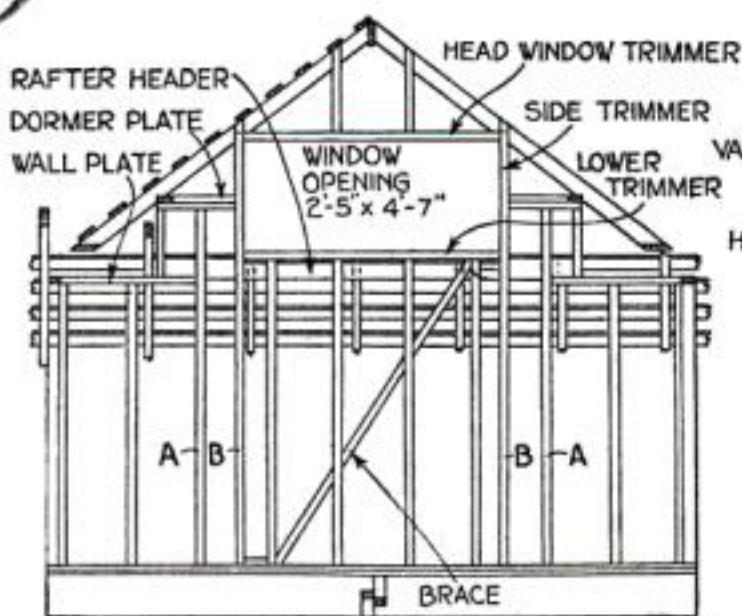 HEAD WINDOW TRIMMER
RAFTER HEADER
DORMER PLATE
SIDE TRIMMER
WALL PLATE
WINDOW
OPENING
2'-5" x 4'-7"
LOWER
TRIMMER
VA
H
A B
B A
BRACE